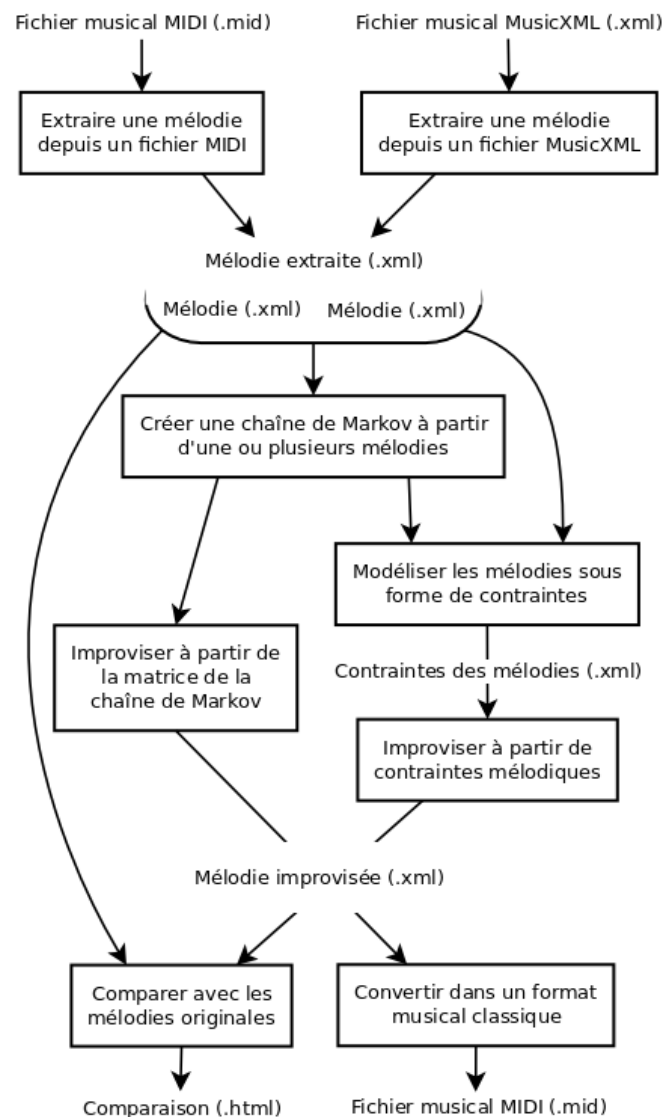 Fichier musical MIDI (.mid)
Fichier musical MusicXML (.xml)
Extraire une mélodie
depuis un fichier MIDI
Extraire une mélodie
depuis un fichier MusicXML
Mélodie extraite (.xml)
Mélodie (.xml)
Mélodie (.xml)
Créer une chaîne de Markov à partir
d'une ou plusieurs mélodies
Modéliser les mélodies sous
forme de contraintes
Improviser à partir de
la matrice de la
chaîne de Markov
Contraintes des mélodies (.xml)
Improviser à partir de
contraintes mélodiques
Mélodie improvisée (.xml)
Comparer avec les
mélodies originales
Convertir dans un format
musical classique
Comparaison (.html)
Fichier musical MIDI (.mid)